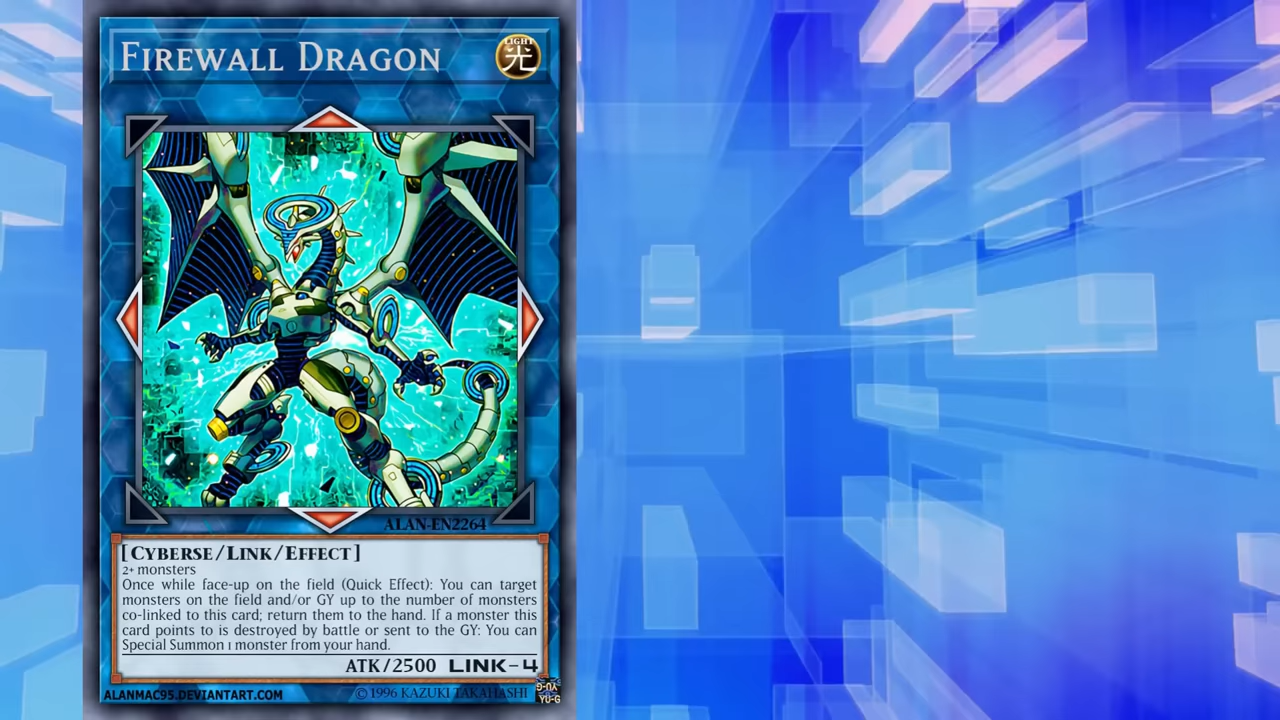 FIREWALL DRAGON
LIGHT
光
ALAN-EN2264
[CYBERSE/LINK/EFFECT]
2+ monsters
Once while face-up on the field (Quick Effect): You can target
monsters on the field and/or GY up to the number of monsters
co-linked to this card; return them to the hand. If a monster this
card points to is destroyed by battle or sent to the GY: You can
Special Summon 1 monster from your hand.
ATK/2500 LINK-4
ALANMAC95.DEVIANTART.COM
©1996 KAZUKI TAKAHASHI